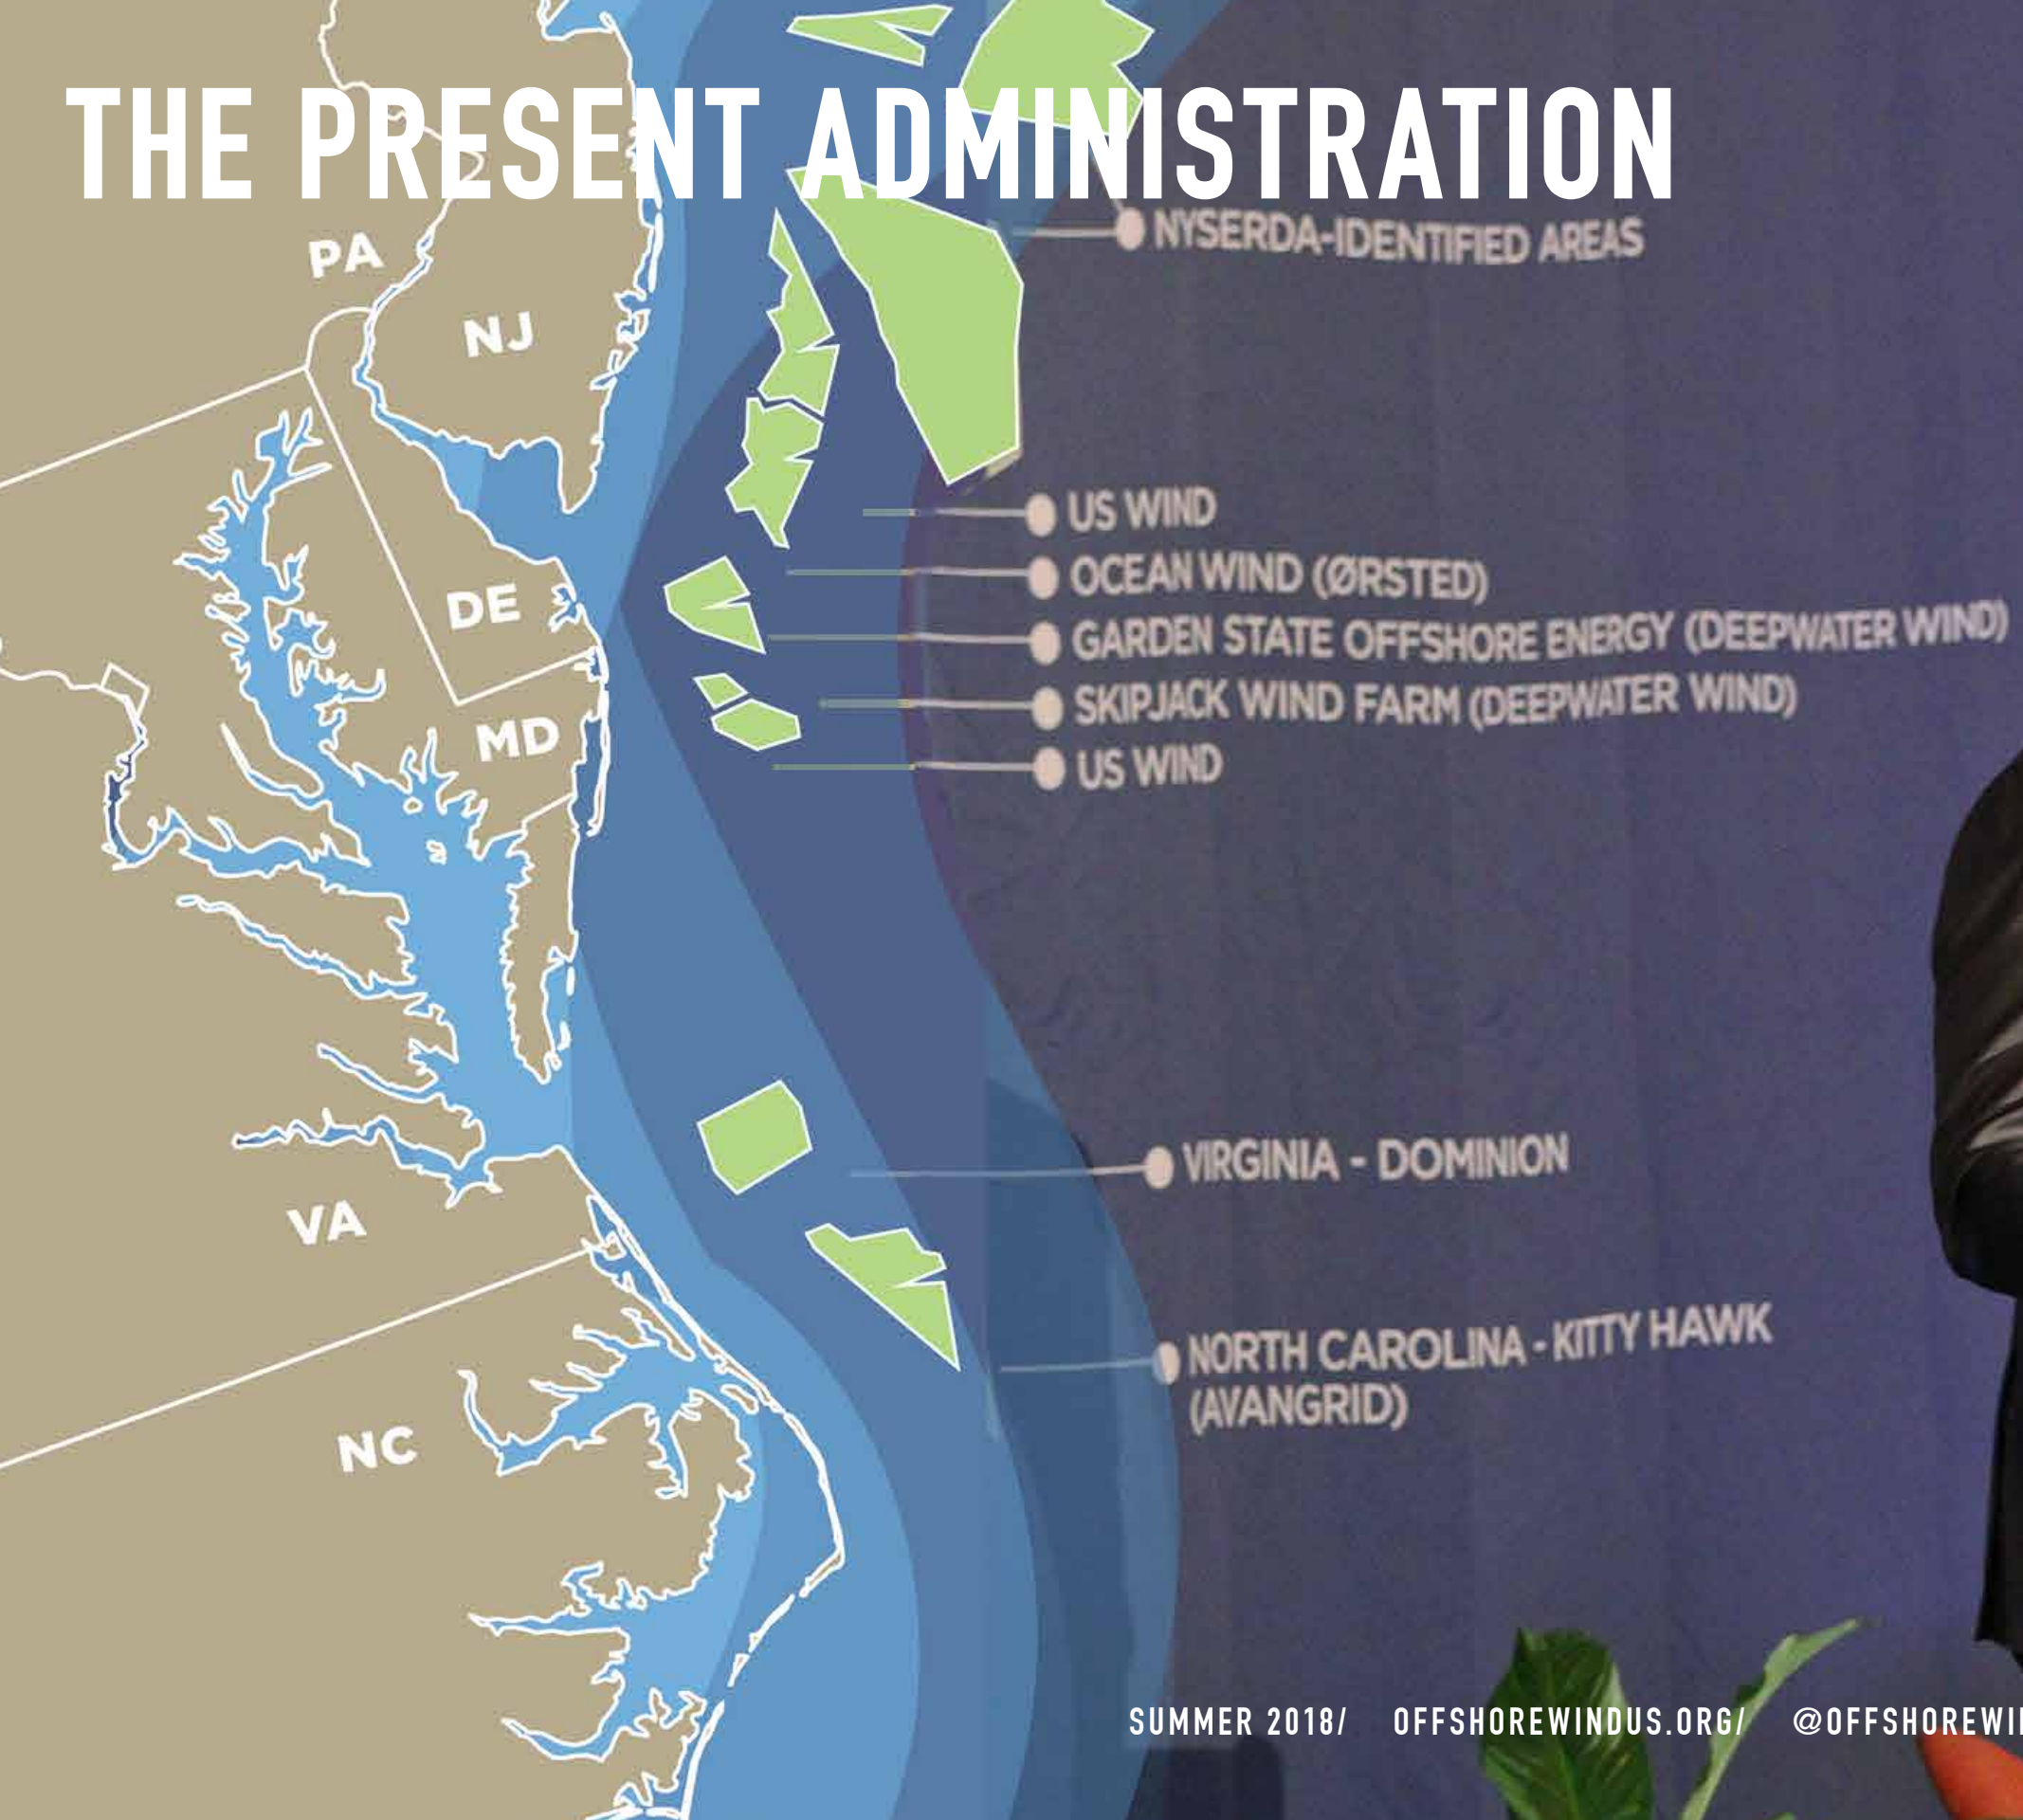 THE PRESENT ADMINISTRATION
NYSERDA-IDENTIFIED AREAS
PA
NJ
US WIND
OCEAN WIND (ØRSTED)
DE
GARDEN STATE OFFSHORE ENERGY (DEEPWATER WIND)
SKIPJACK WIND FARM (DEEPWATER WIND)
MD
US WIND
VIRGINIA - DOMINION
VA
NORTH CAROLINA - KITTY HAWK
(AVANGRID)
NC
SUMMER 2018/ OFFSHOREWINDUS.ORG/